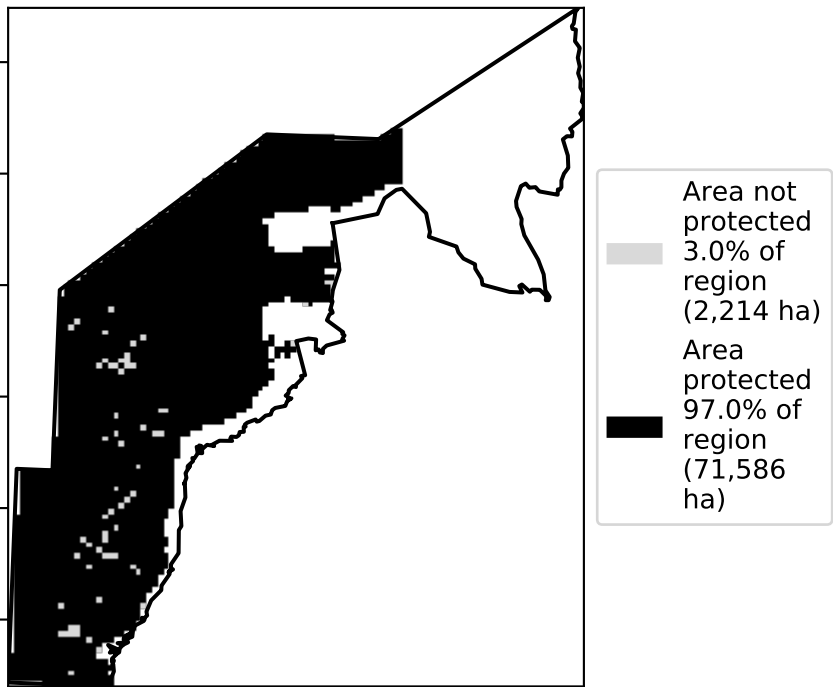 Area not
protected
3.0% of
region
(2,214 ha)
Area
protected
97.0% of
region
(71,586
ha)